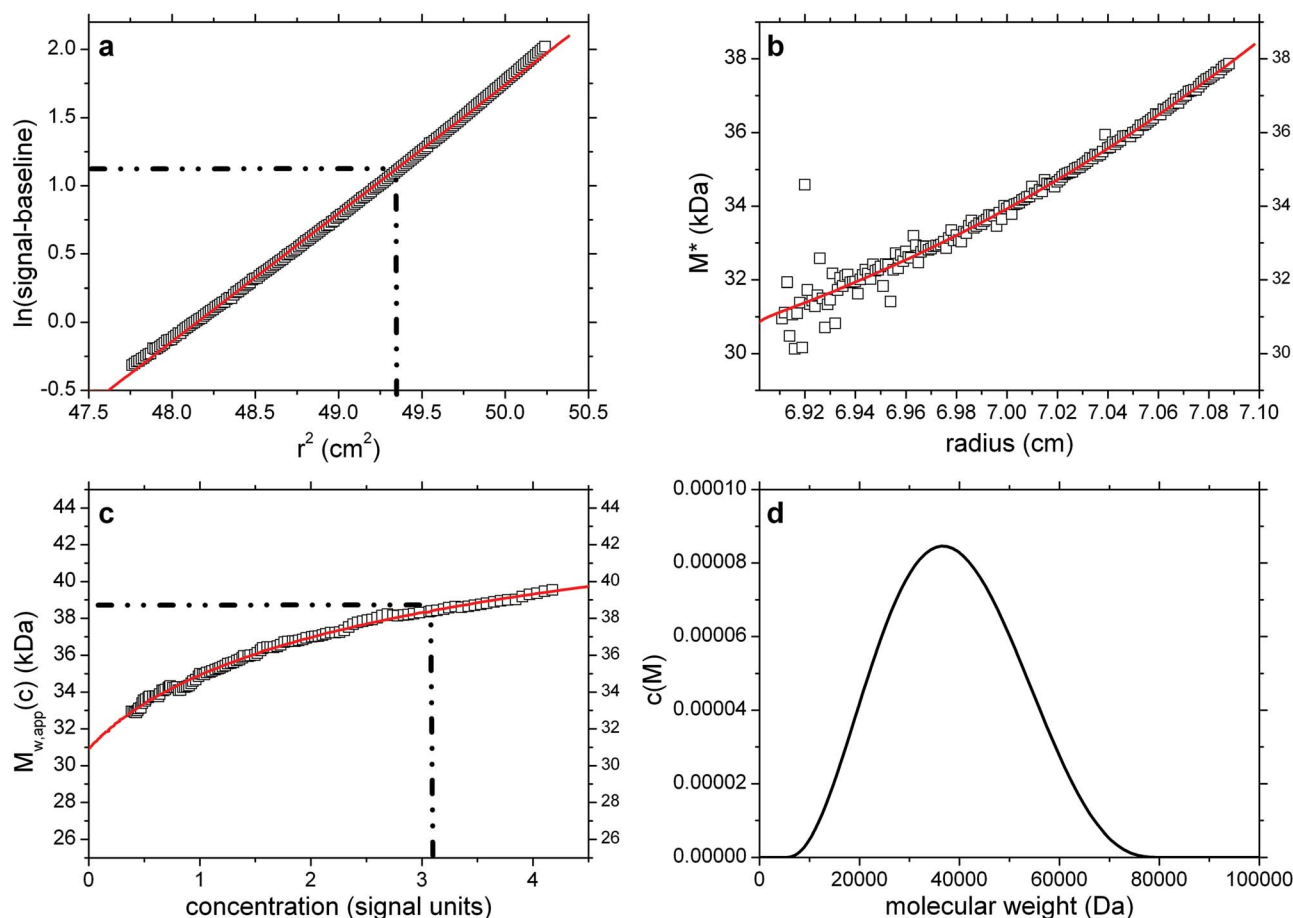 a
2.0
1.5
1.0
0.5
0.0
-0.5
ln(signal-baseline)
47.5 48.0 48.5 49.0 49.5 50.0 50.5
r² (cm²)
b
38
36
34
32
30
M* (kDa)
38
36
34
32
30
6.92 6.94 6.96 6.98 7.00 7.02 7.04 7.06 7.08 7.10
radius (cm)
c
44
42
40
38
36
34
32
30
28
26
M w,app (c) (kDa)
44
42
40
38
36
34
32
30
28
26
0 1 2 3 4
concentration (signal units)
d
0.00010
0.00008
0.00006
0.00004
0.00002
0.00000
c(M)
0 20000 40000 60000 80000 100000
molecular weight (Da)